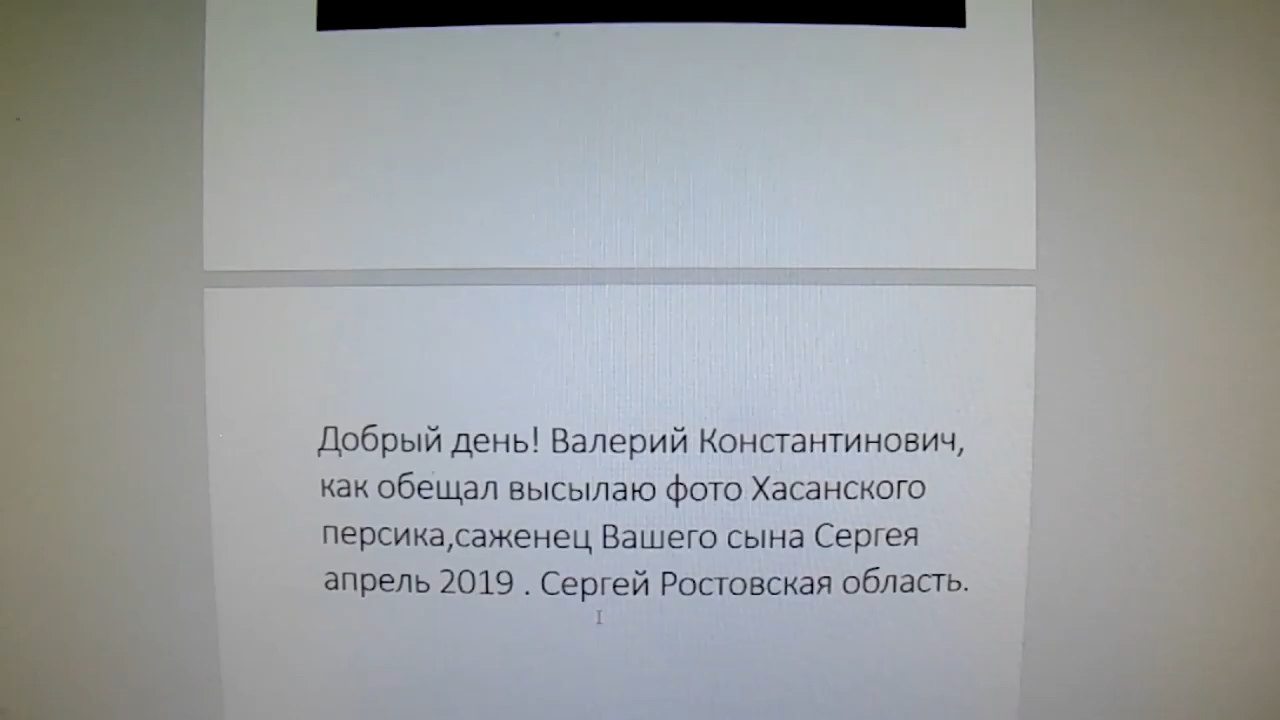 Добрый день! Валерий Константинович,
как обещал высылаю фото Хасанского
персика,саженец Вашего сына Сергея
апрель 2019 . Сергей Ростовская область.